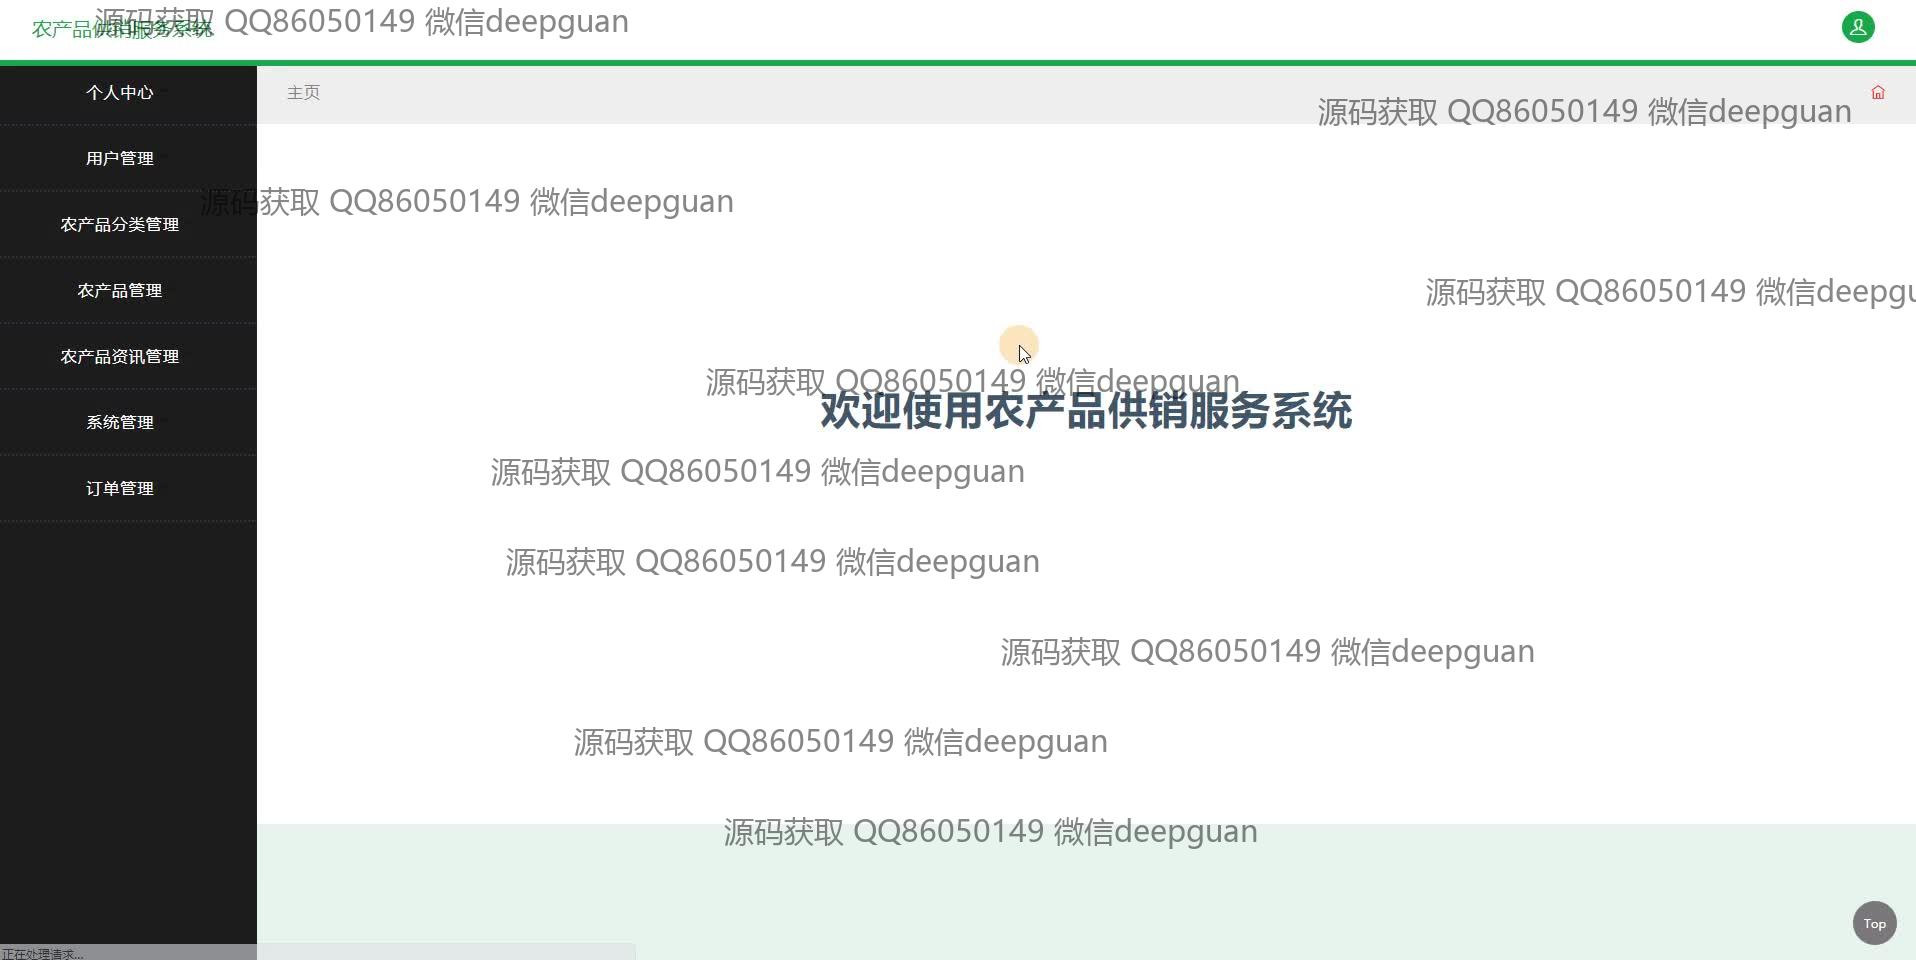 农产品供销服务系统
源码获取 QQ86050149 微信deepguan
个人中心
主页
源码获取 QQ86050149 微信deepguan
用户管理
源码获取 QQ86050149 微信deepguan
农产品分类管理
农产品管理
源码获取 QQ86050149 微信deepgu
农产品资讯管理
源码获取 QQ86050149 微信deepguan
欢迎使用农产品供销服务系统
系统管理
源码获取 QQ86050149 微信deepguan
订单管理
源码获取 QQ86050149 微信deepguan
源码获取 QQ86050149 微信deepguan
源码获取 QQ86050149 微信deepguan
源码获取 QQ86050149 微信deepguan
Top
正在处理请求...